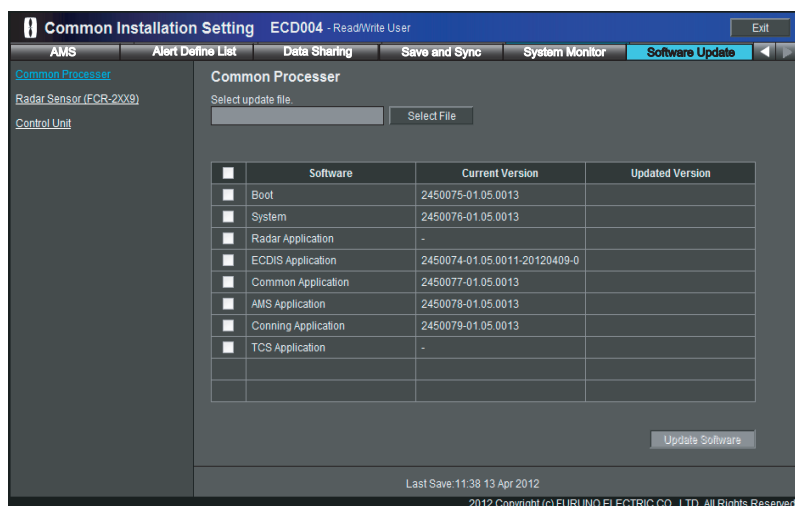 Common Installation Setting ECD004 - Read/Write User Exit
AMS Alert Define List Data Sharing Save and Sync System Monitor Software Update
Common Processer
Radar Sensor (FCR-2XX9)
Control Unit
Common Processer
Select update file.
Select File
Software Current Version Updated Version
Boot 2450075-01.05.0013
System 2450076-01.05.0013
Radar Application -
ECDIS Application 2450074-01.05.0011-20120409-0
Common Application 2450077-01.05.0013
AMS Application 2450078-01.05.0013
Conning Application 2450079-01.05.0013
TCS Application -
Update Software
Last Save:11:38 13 Apr 2012
2012 Copyright (c) FURUNO ELECTRIC CO., LTD. All Rights Reserved